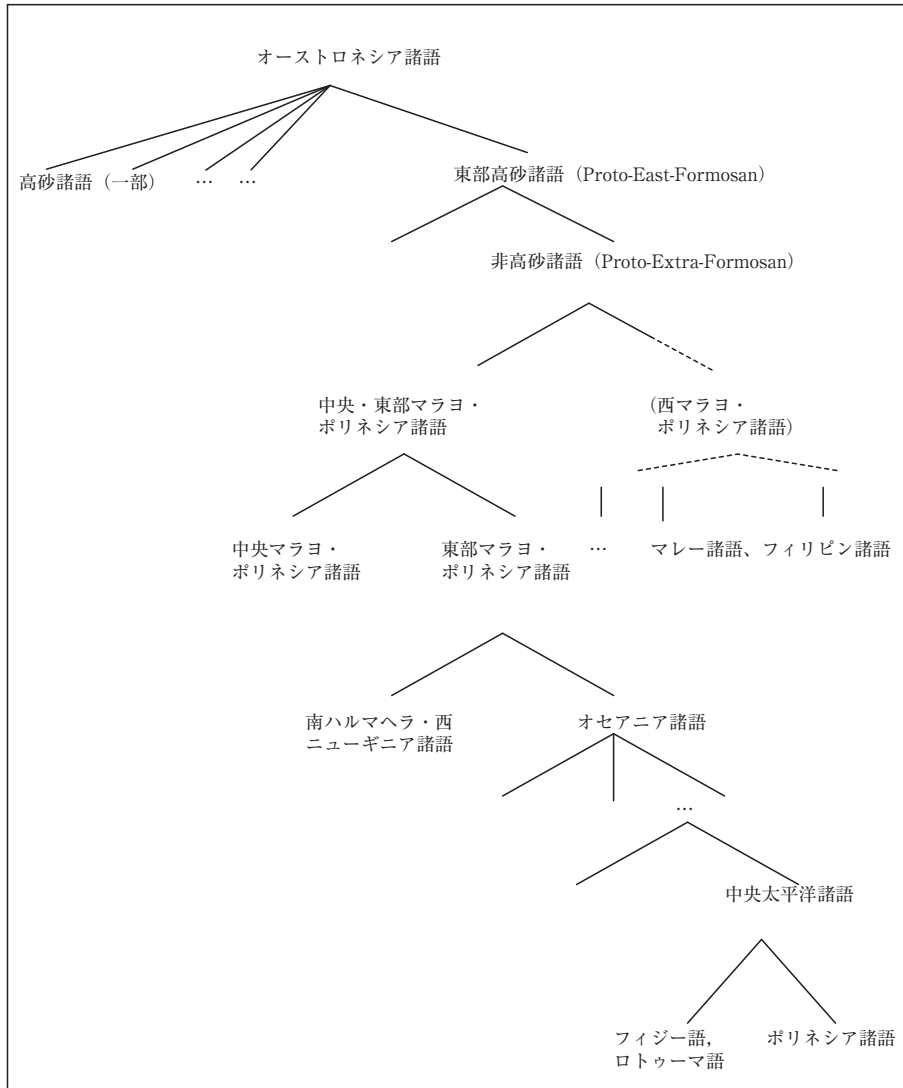 オーストロネシア諸語
高砂諸語（一部）　…　…
東部高砂諸語（Proto-East-Formosan）
非高砂諸語（Proto-Extra-Formosan）
中央・東部マラヨ・
ポリネシア諸語
（西マラヨ・
ポリネシア諸語）
中央マラヨ・
ポリネシア諸語
東部マラヨ・
ポリネシア諸語
…
マレー諸語、フィリピン諸語
南ハルマヘラ・西
ニューギニア諸語
オセアニア諸語
…
中央太平洋諸語
フィジー語,
ロトゥーマ語
ポリネシア諸語